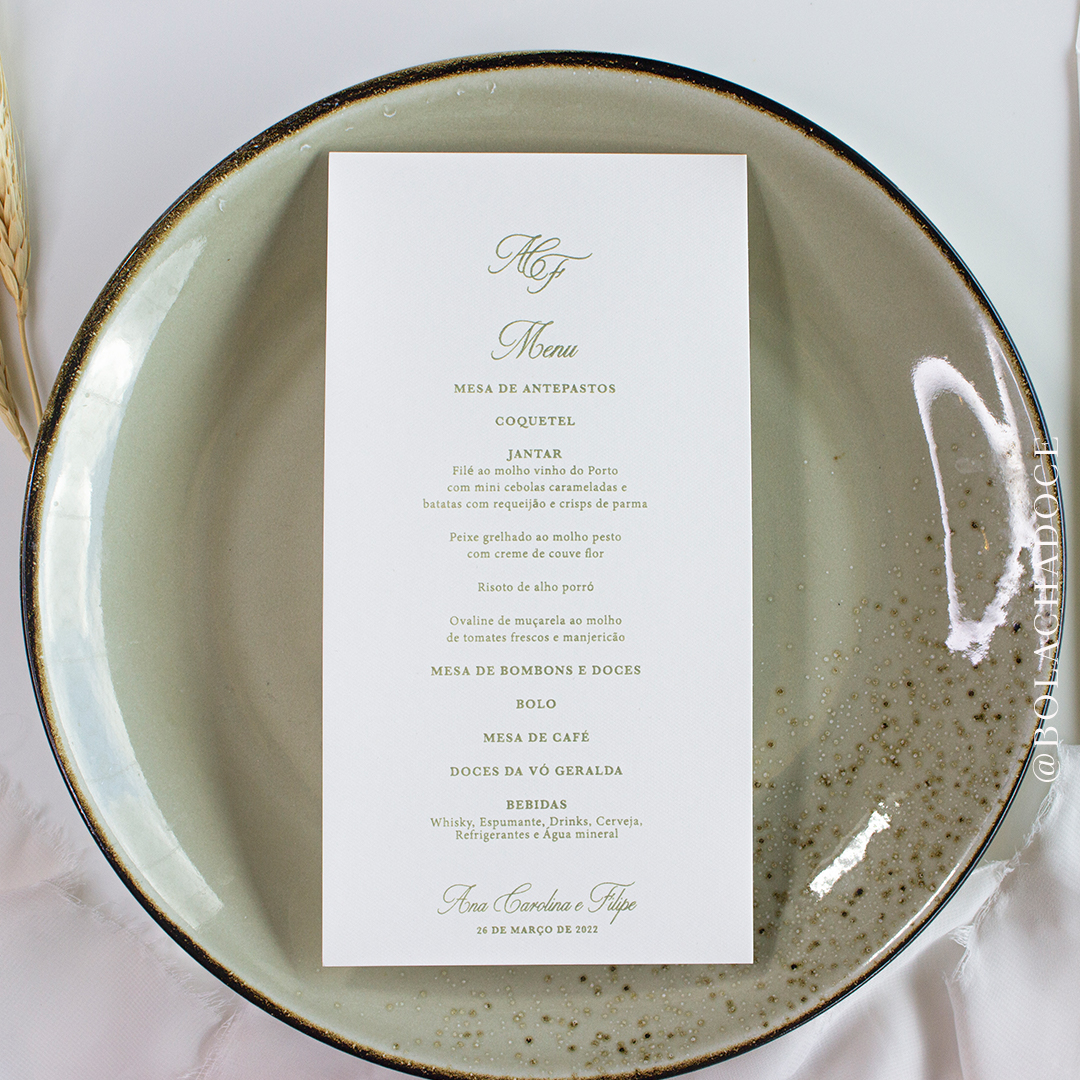 ACF
Menu
MESA DE ANTEPASTOS
COQUETEL
JANTAR
Filé ao molho vinho do Porto
com mini cebolas carameladas e
batatas com requeijão e crisps de parma
Peixe grelhado ao molho pesto
com creme de couve flor
Risoto de alho porró
Ovaline de muçarela ao molho
de tomates frescos e manjericão
MESA DE BOMBONS E DOCES
BOLO
MESA DE CAFÉ
DOCES DA VÓ GERALDA
BEBIDAS
Whisky, Espumante, Drinks, Cerveja,
Refrigerantes e Água mineral
Ana Carolina e Filipe
26 DE MARÇO DE 2022
@BOLACHADOCE